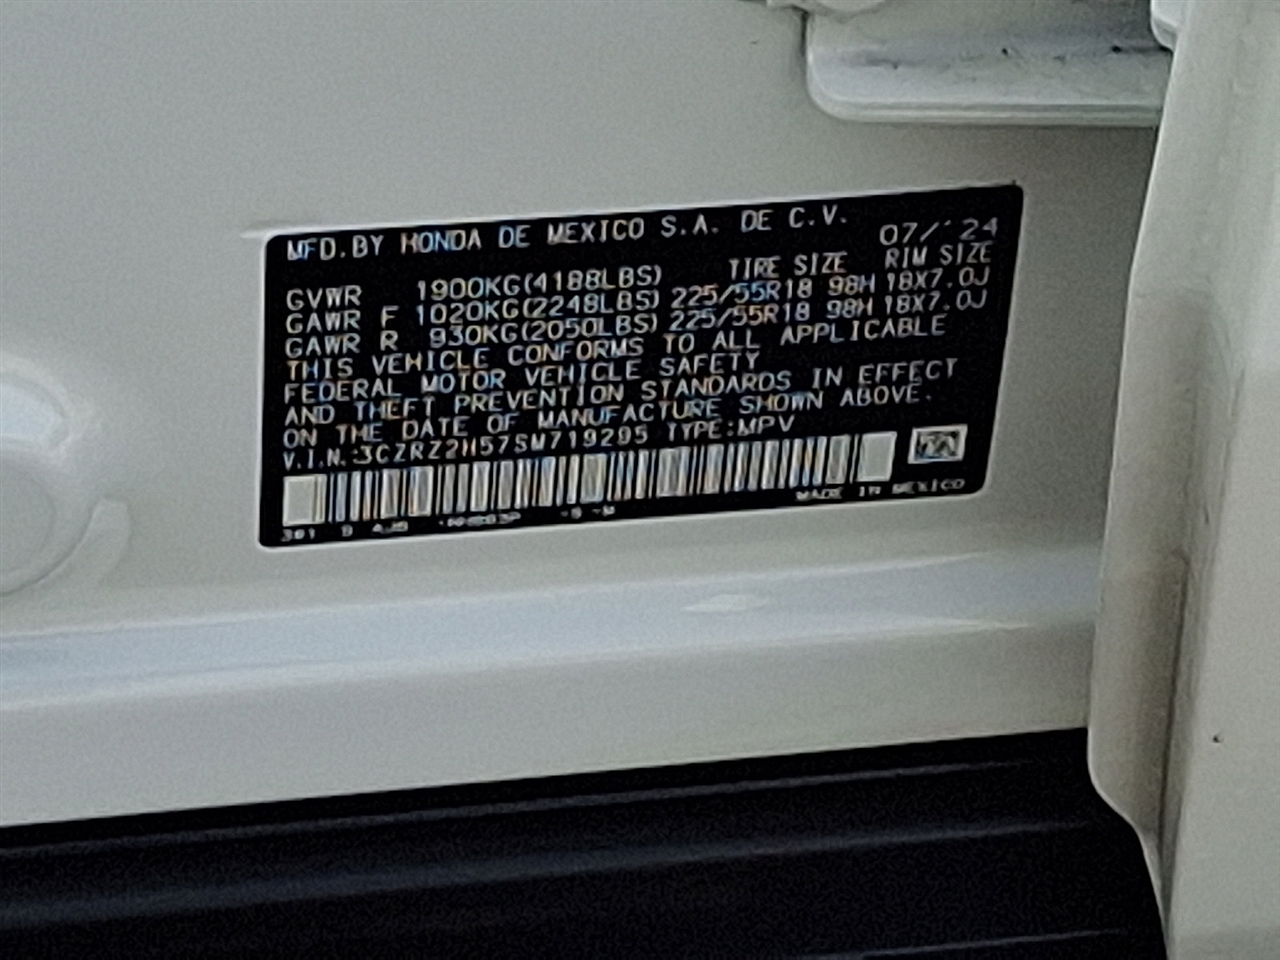 MFD.BY HONDA DE MEXICO S.A. DE C.V.
07/'24
TIRE SIZE RIM SIZE
GVWR 1900KG(4188LBS)
GAWR F 1020KG(2248LBS) 225/55R18 98H 18X7.0J
GAWR R 930KG(2050LBS) 225/55R18 98H 18X7.0J
THIS VEHICLE CONFORMS TO ALL APPLICABLE
FEDERAL MOTOR VEHICLE SAFETY
AND THEFT PREVENTION STANDARDS IN EFFECT
ON THE DATE OF MANUFACTURE SHOWN ABOVE.
V.I.N.:3CZRZ2H57SM719295 TYPE:MPV
MADE IN MEXICO